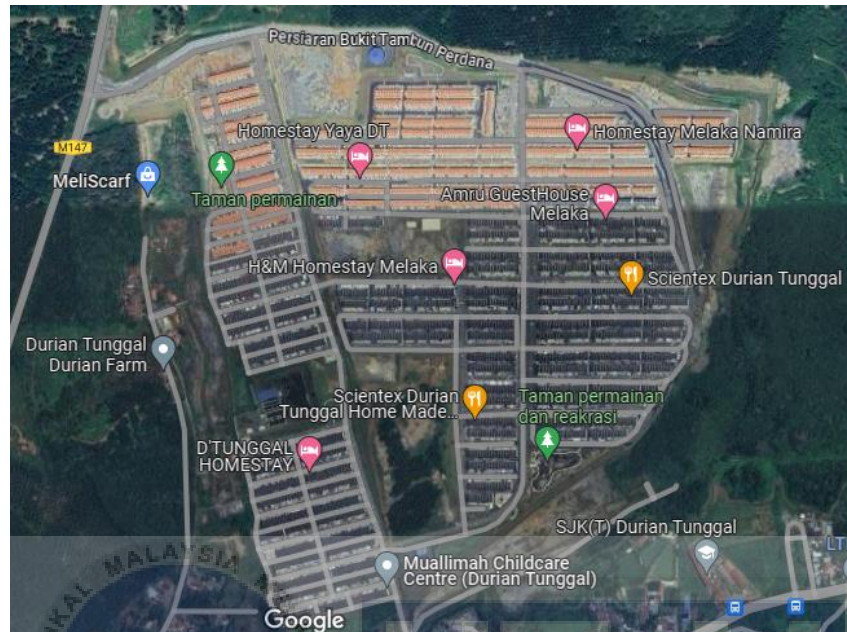 Persiaran Bukit Tambun Perdana
M147
Homestay Yaya DT
Homestay Melaka Namira
MeliScarf
Taman permainan
Amru GuestHouse
Melaka
H&M Homestay Melaka
Scientex Durian Tunggal
Durian Tunggal
Durian Farm
Scientex Durian
Tunggal Home Made...
Taman permainan
dan reakrasi
D'TUNGGAL
HOMESTAY
SJK(T) Durian Tunggal
LT
MALAYSIA
Muallimah Childcare
Centre (Durian Tunggal)
Google